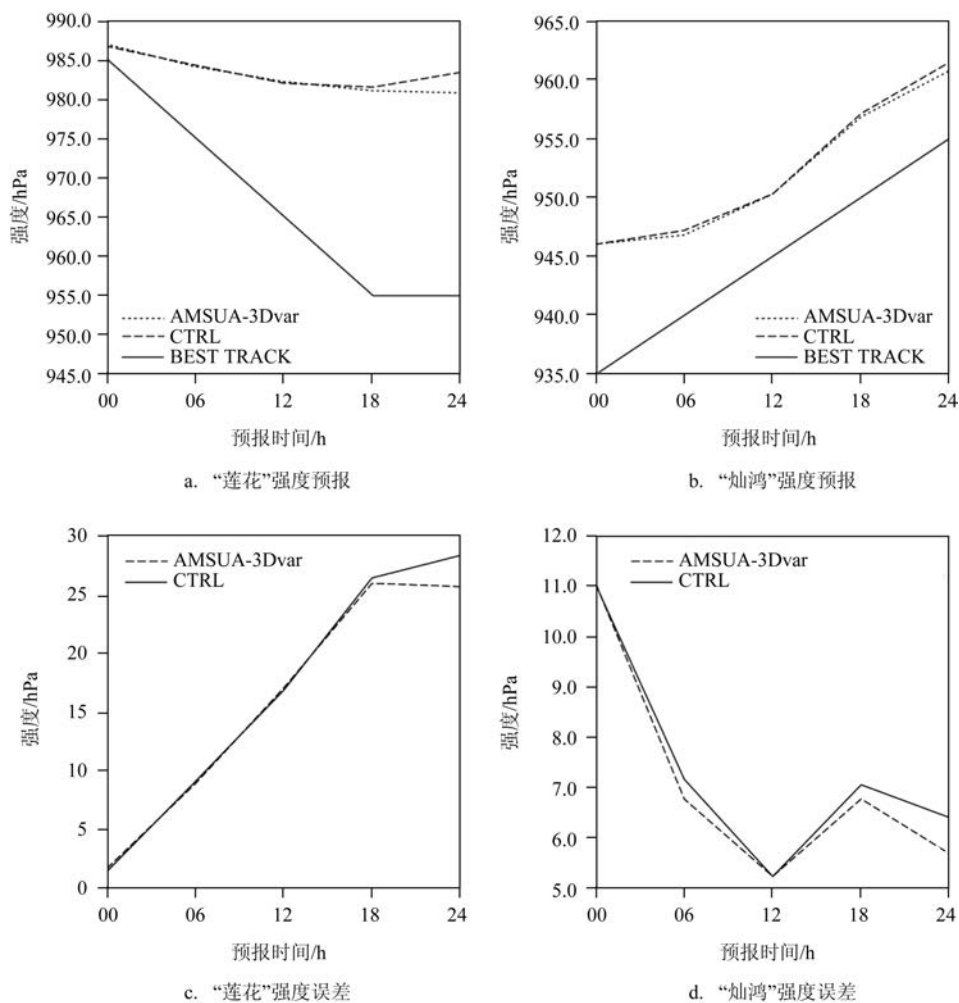 990.0
985.0
980.0
975.0
970.0
965.0
960.0
955.0
950.0
945.0
强度/hPa
AMSUA-3Dvar
CTRL
BEST TRACK
00 06 12 18 24
预报时间/h
a. “莲花”强度预报
965.0
960.0
955.0
950.0
945.0
940.0
935.0
强度/hPa
AMSUA-3Dvar
CTRL
BEST TRACK
00 06 12 18 24
预报时间/h
b. “灿鸿”强度预报
30
25
20
15
10
5
0
强度/hPa
AMSUA-3Dvar
CTRL
00 06 12 18 24
预报时间/h
c. “莲花”强度误差
12.0
11.0
10.0
9.0
8.0
7.0
6.0
5.0
强度/hPa
AMSUA-3Dvar
CTRL
00 06 12 18 24
预报时间/h
d. “灿鸿”强度误差